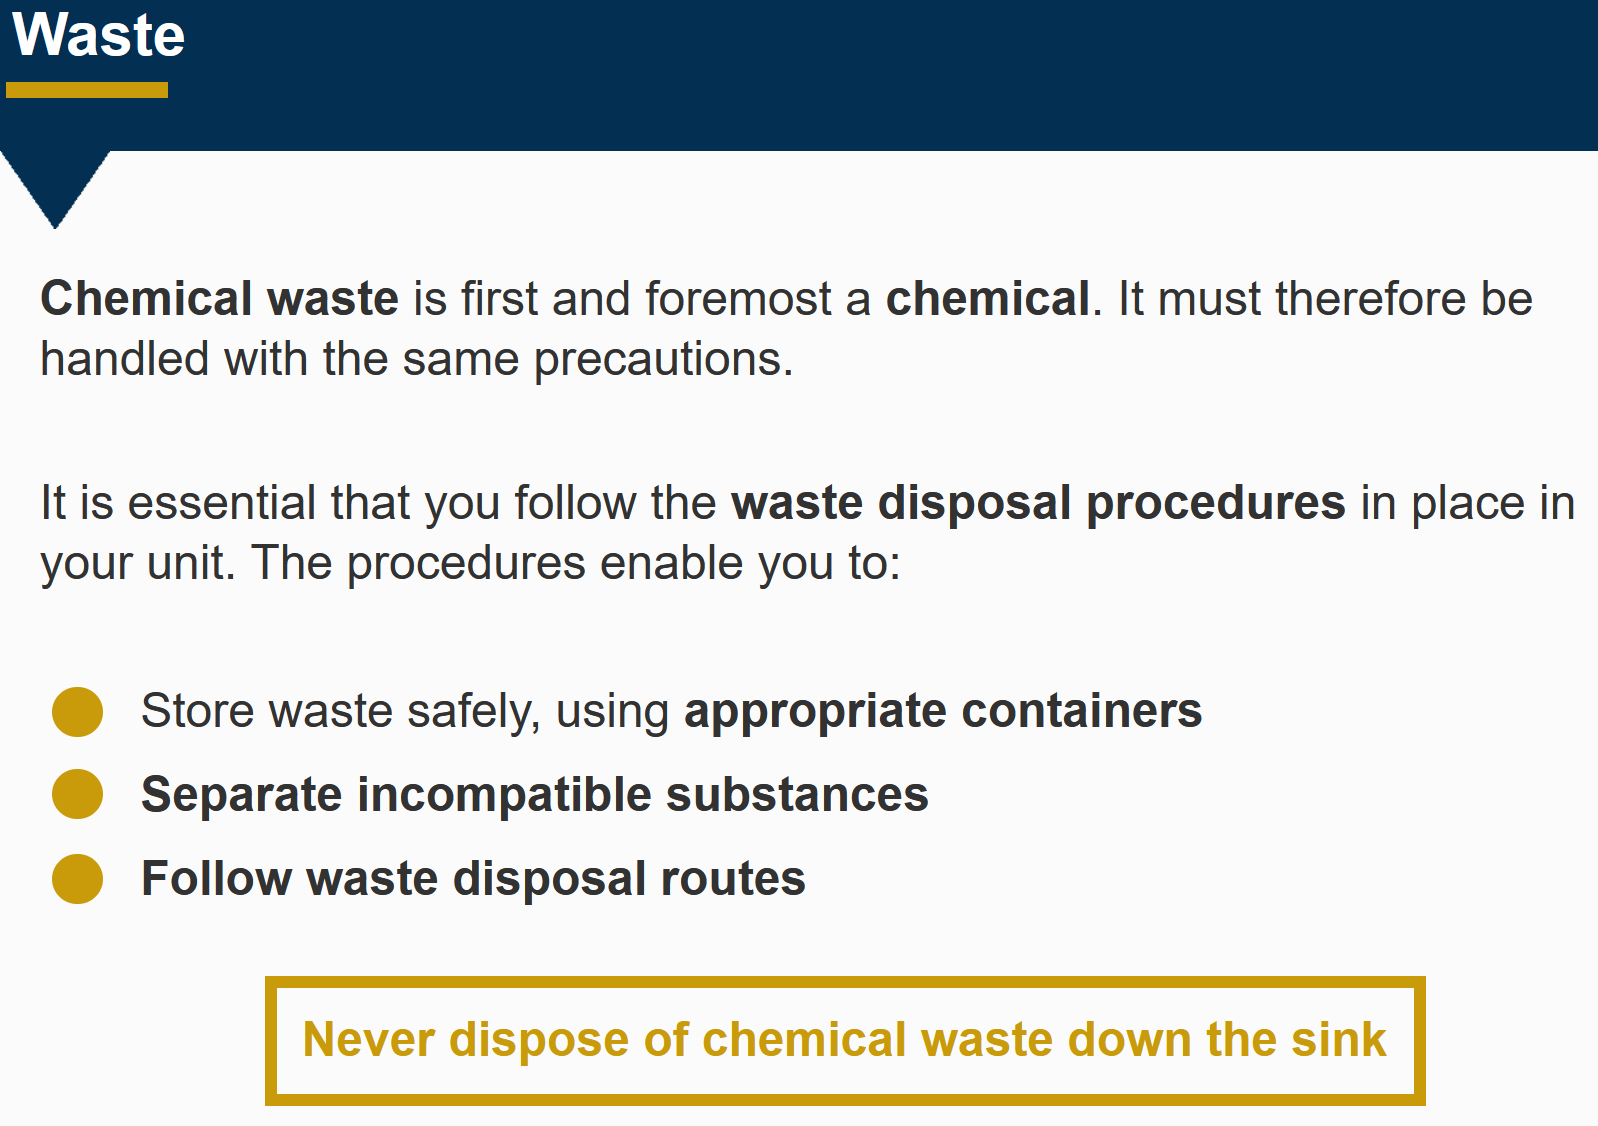 Waste
Chemical waste is first and foremost a chemical. It must therefore be
handled with the same precautions.
It is essential that you follow the waste disposal procedures in place in
your unit. The procedures enable you to:
Store waste safely, using appropriate containers
Separate incompatible substances
Follow waste disposal routes
Never dispose of chemical waste down the sink